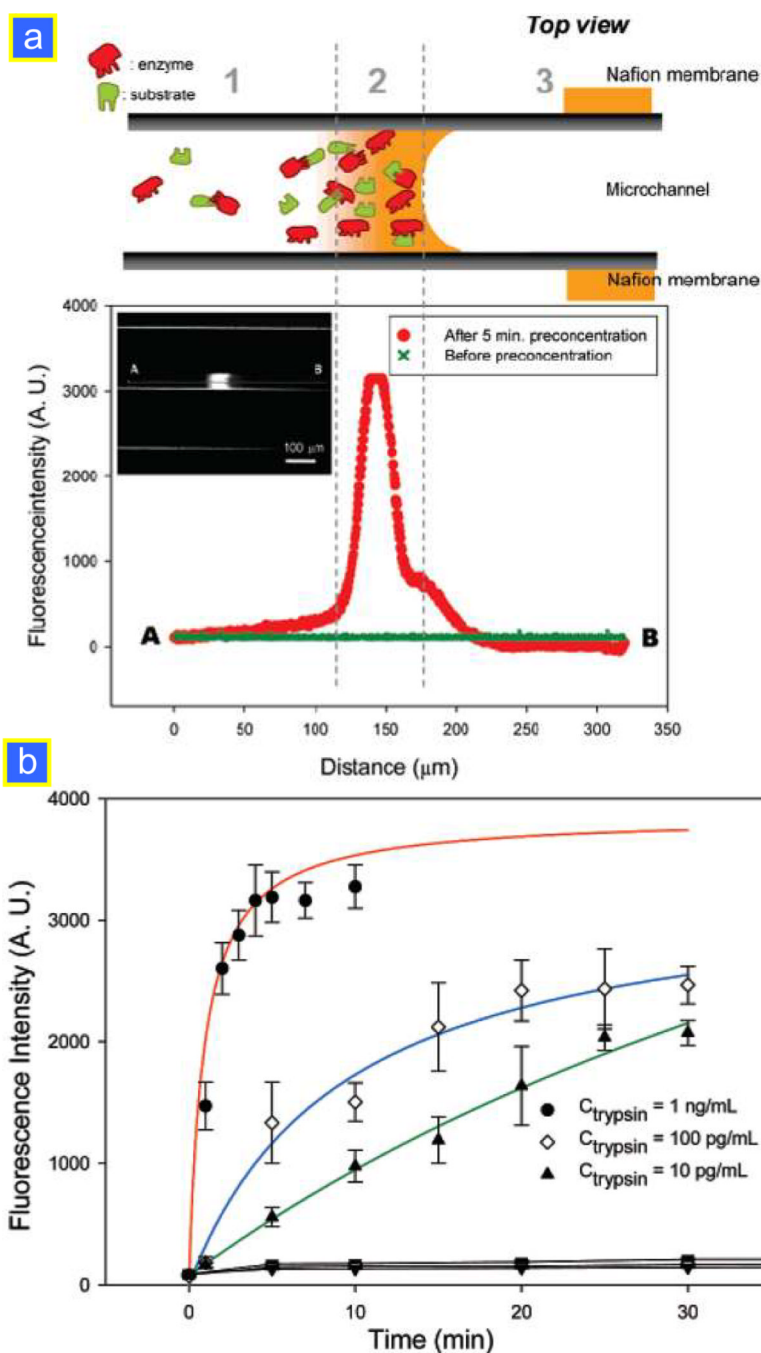 a
Top view
: enzyme
: substrate
1
2
3
Nafion membrane
Microchannel
Nafion membrane
4000
3000
2000
1000
0
Fluorescenceintensity (A. U.)
A
B
100 μm
After 5 min. preconcentration
Before preconcentration
A
B
0
50
100
150
200
250
300
350
Distance (μm)
b
4000
3000
2000
1000
0
Fluorescence Intensity (A. U.)
Ctrypsin = 1 ng/mL
Ctrypsin = 100 pg/mL
Ctrypsin = 10 pg/mL
0
10
20
30
Time (min)